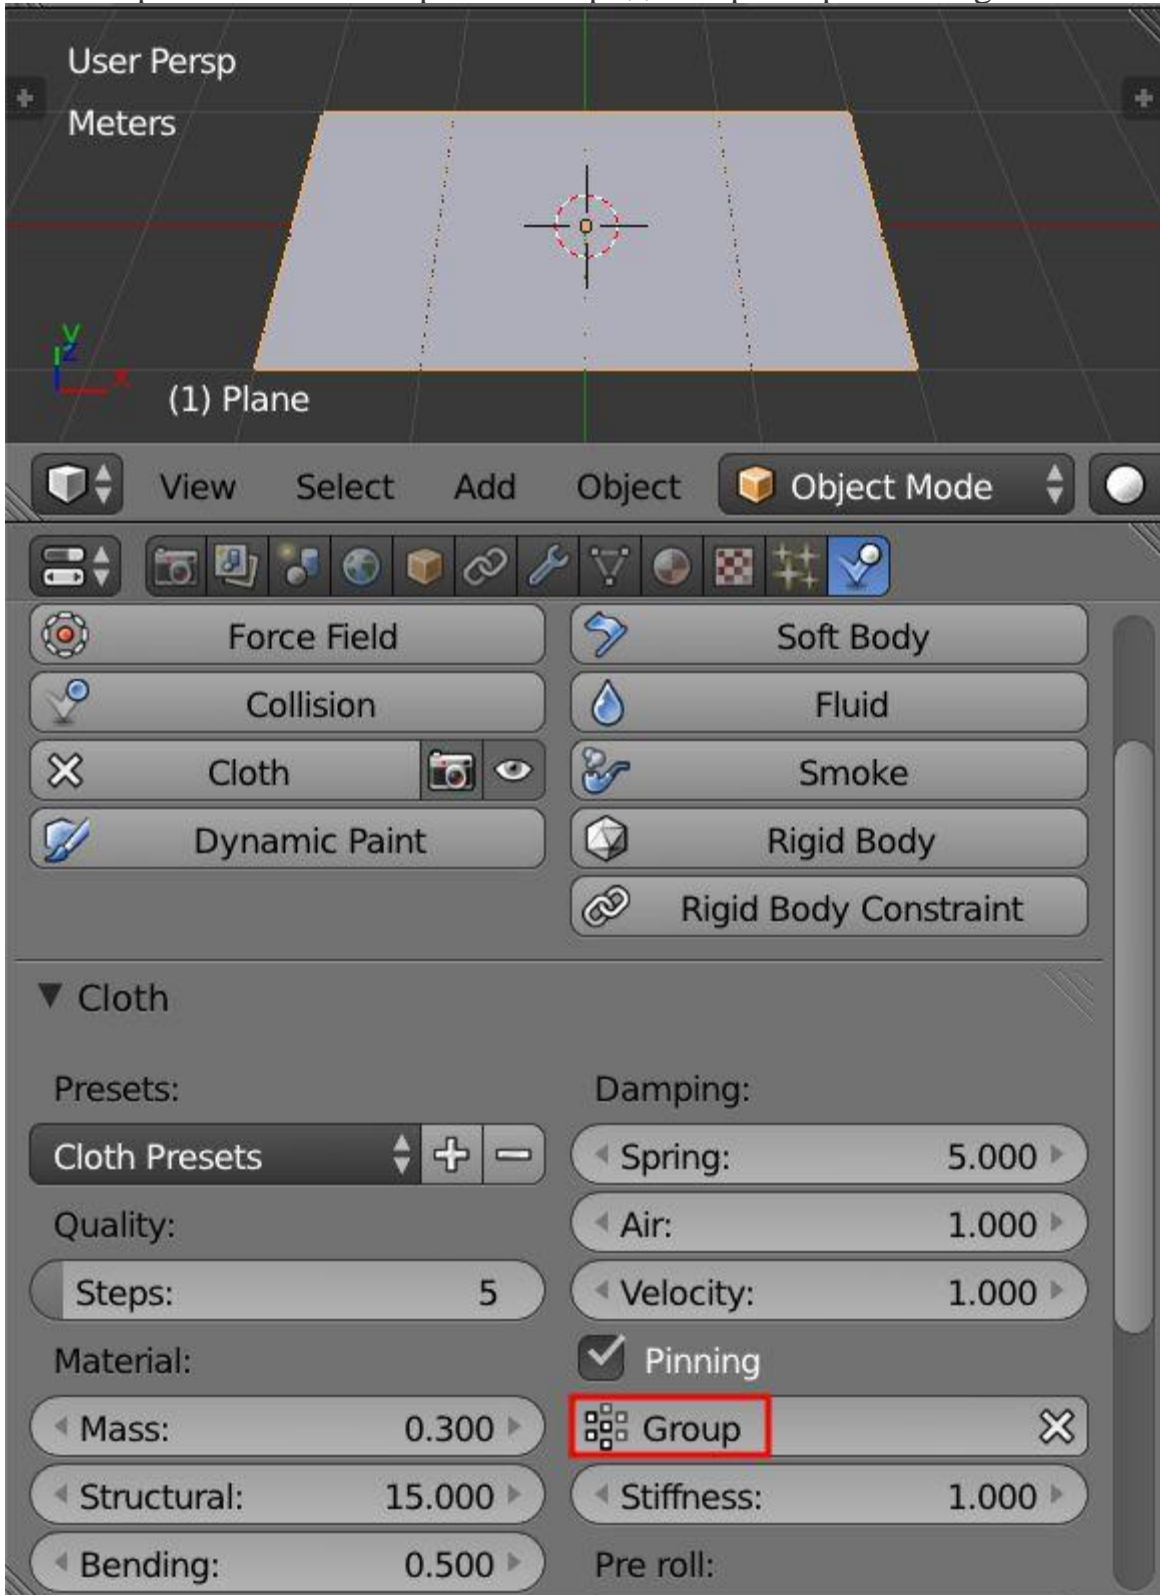 User Persp
Meters
(1) Plane
View Select Add Object Object Mode
Force Field Soft Body
Collision Fluid
Cloth Smoke
Dynamic Paint Rigid Body
Rigid Body Constraint
Cloth
Presets: Damping:
Cloth Presets Spring: 5.000
Quality: Air: 1.000
Steps: 5 Velocity: 1.000
Material: Pinning
Mass: 0.300 Group
Structural: 15.000 Stiffness: 1.000
Bending: 0.500 Pre roll: